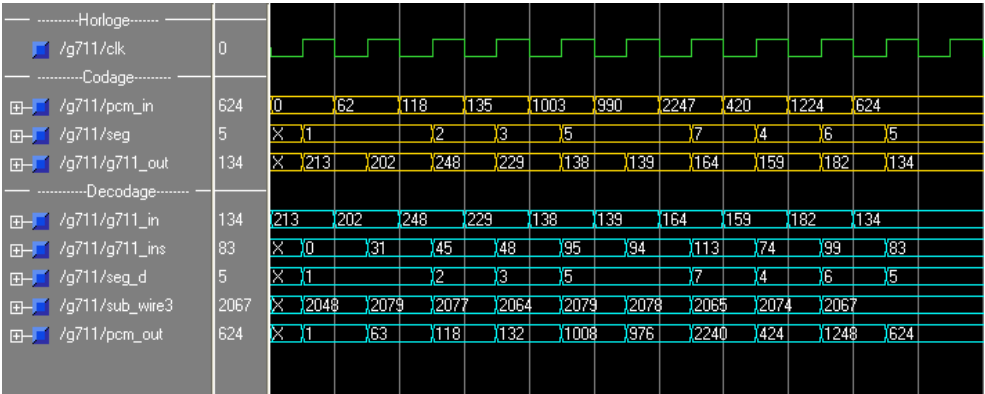 --------Horloge------
/g711/clk 0
----------Codage--------
/g711/pcm_in 624 0 62 118 135 1003 990 2247 420 1224 624
/g711/seg 5 X 1 2 3 5 7 4 6 5
/g711/g711_out 134 X 213 202 248 229 138 139 164 159 182 134
-----------Decodage-------
/g711/g711_in 134 213 202 248 229 138 139 164 159 182 134
/g711/g711_ins 83 X 0 31 45 48 95 94 113 74 99 83
/g711/seg_d 5 X 1 2 3 5 7 4 6 5
/g711/sub_wire3 2067 X 2048 2079 2077 2064 2079 2078 2065 2074 2067
/g711/pcm_out 624 X 1 63 118 132 1008 976 2240 424 1248 624